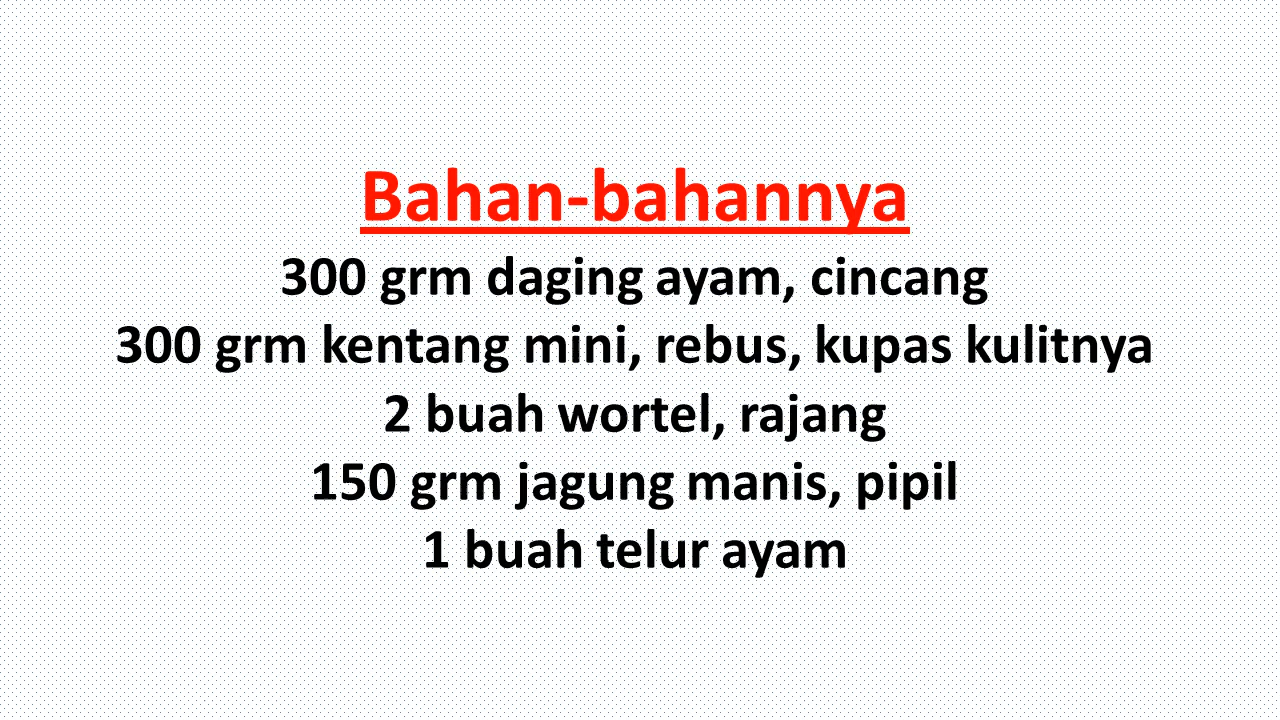 Bahan-bahannya
300 grm daging ayam, cincang
300 grm kentang mini, rebus, kupas kulitnya
2 buah wortel, rajang
150 grm jagung manis, pipil
1 buah telur ayam